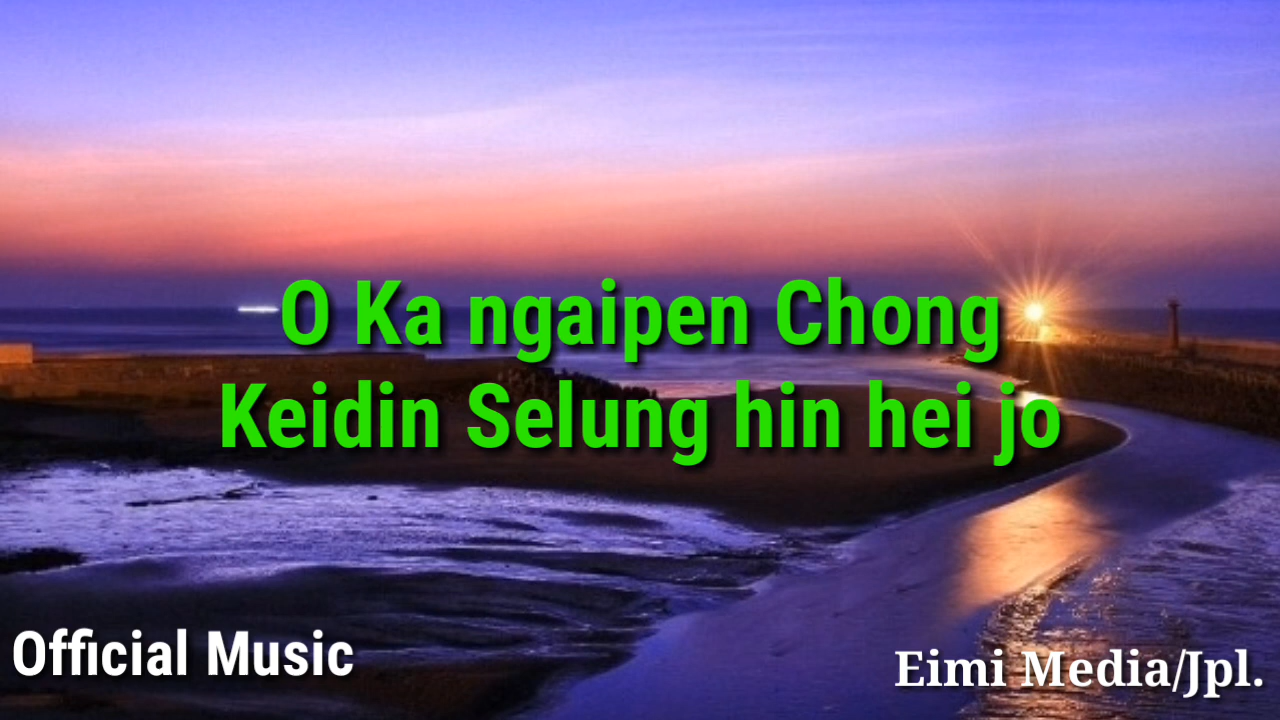 O Ka ngaipen Chong
Keidin Selung hin hei jo
Official Music
Eimi Media/Jpl.